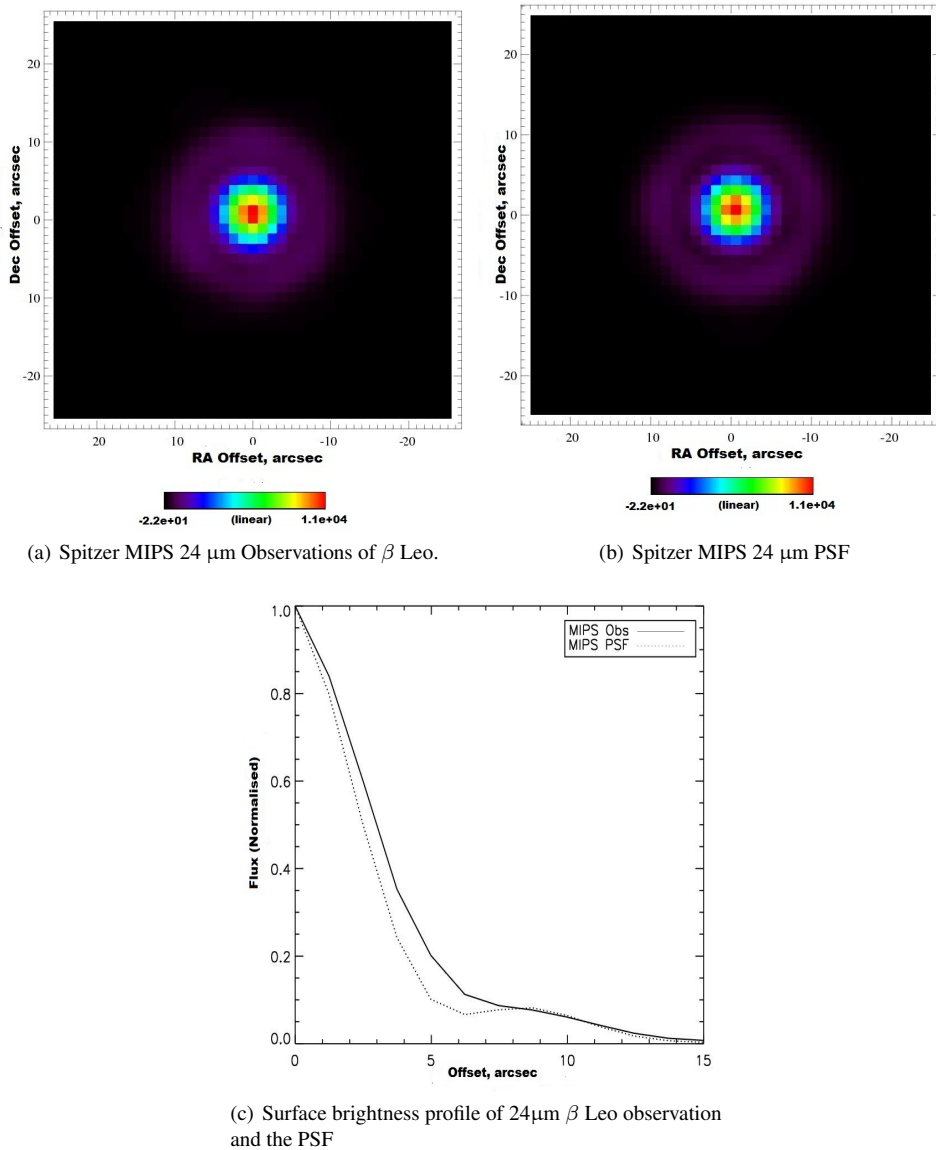 20
10
0
-10
-20
Dec Offset, arcsec
20 10 0 -10 -20
RA Offset, arcsec
-2.2e+01 (linear) 1.1e+04
(a) Spitzer MIPS 24 μm Observations of β Leo.
20
10
0
-10
-20
Dec Offset, arcsec
20 10 0 -10 -20
RA Offset, arcsec
-2.2e+01 (linear) 1.1e+04
(b) Spitzer MIPS 24 μm PSF
1.0
0.8
0.6
0.4
0.2
0.0
Flux (Normalised)
MIPS Obs
MIPS PSF
0 5 10 15
Offset, arcsec
(c) Surface brightness profile of 24μm β Leo observation
and the PSF